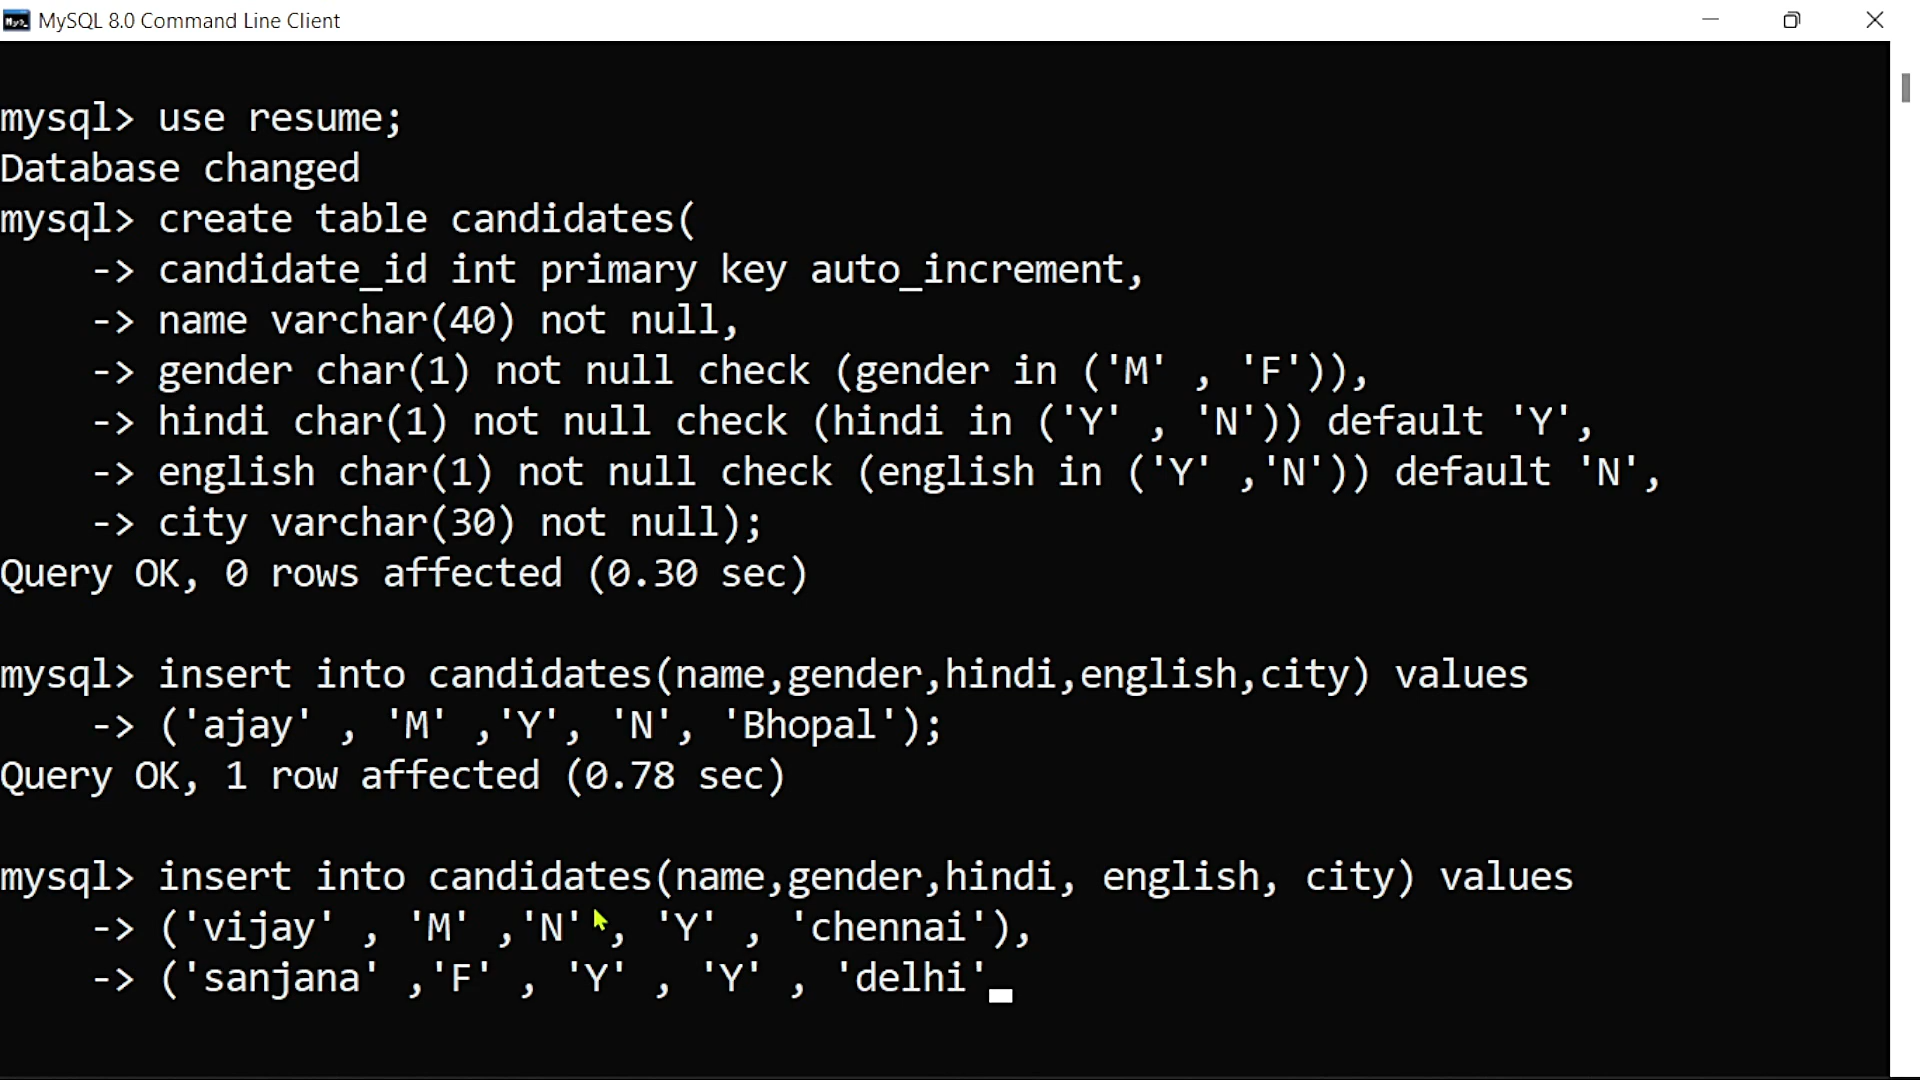 MySQL 8.0 Command Line Client
mysql> use resume;
Database changed
mysql> create table candidates(
    -> candidate_id int primary key auto_increment,
    -> name varchar(40) not null,
    -> gender char(1) not null check (gender in ('M' , 'F')),
    -> hindi char(1) not null check (hindi in ('Y' , 'N')) default 'Y',
    -> english char(1) not null check (english in ('Y' ,'N')) default 'N',
    -> city varchar(30) not null);
Query OK, 0 rows affected (0.30 sec)
mysql> insert into candidates(name,gender,hindi,english,city) values
    -> ('ajay' , 'M' ,'Y', 'N', 'Bhopal');
Query OK, 1 row affected (0.78 sec)
mysql> insert into candidates(name,gender,hindi, english, city) values
    -> ('vijay' , 'M' ,'N' , 'Y' , 'chennai'),
    -> ('sanjana' ,'F' , 'Y' , 'Y' , 'delhi'